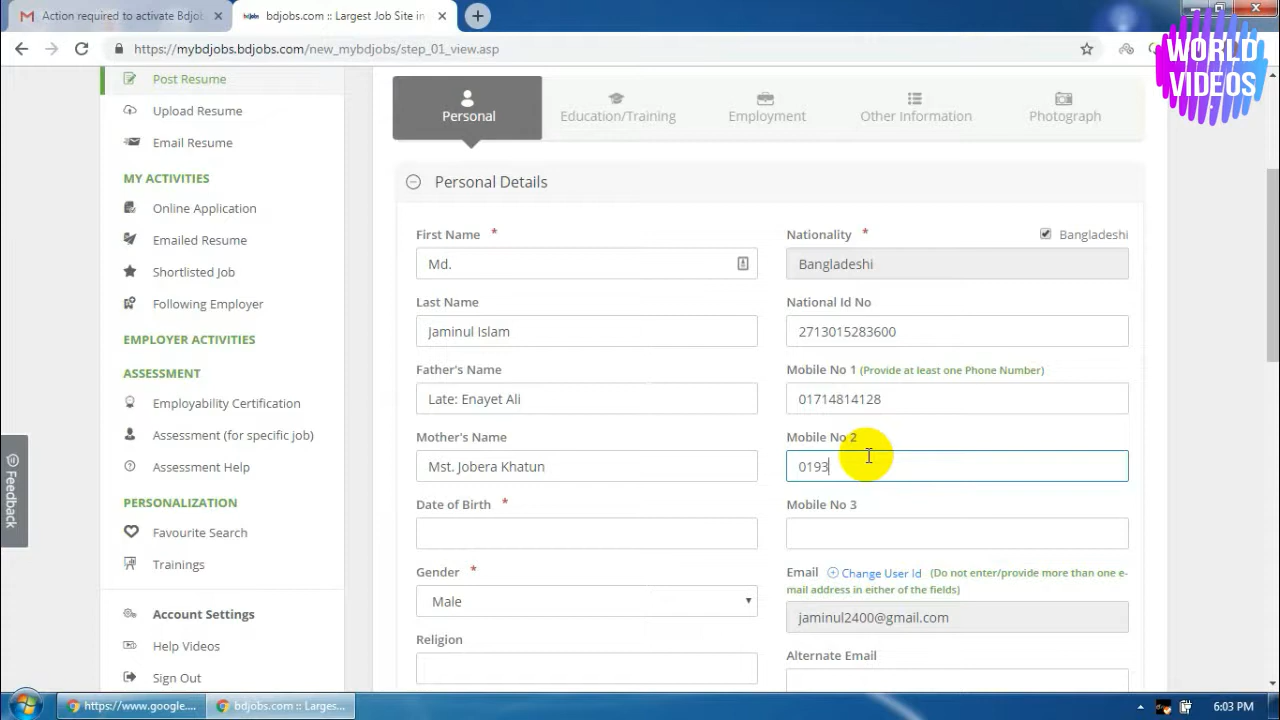 Action required to activate Bdjob
bdjobs.com :: Largest Job Site in
https://mybdjobs.bdjobs.com/new_mybdjobs/step_01_view.asp
WORLD
VIDEOS
Post Resume
Upload Resume
Email Resume
MY ACTIVITIES
Online Application
Emailed Resume
Shortlisted Job
Following Employer
EMPLOYER ACTIVITIES
ASSESSMENT
Employability Certification
Assessment (for specific job)
Assessment Help
PERSONALIZATION
Favourite Search
Trainings
Account Settings
Help Videos
Sign Out
Feedback
Personal
Education/Training
Employment
Other Information
Photograph
Personal Details
First Name *
Md.
Last Name
Jaminul Islam
Father's Name
Late: Enayet Ali
Mother's Name
Mst. Jobera Khatun
Date of Birth *
Gender *
Male
Religion
Nationality *
Bangladeshi
Bangladeshi
National Id No
2713015283600
Mobile No 1 (Provide at least one Phone Number)
01714814128
Mobile No 2
0193
Mobile No 3
Email Change User Id (Do not enter/provide more than one e-
mail address in either of the fields)
jaminul2400@gmail.com
Alternate Email
https://www.google....
bdjobs.com :: Larges...
6:03 PM